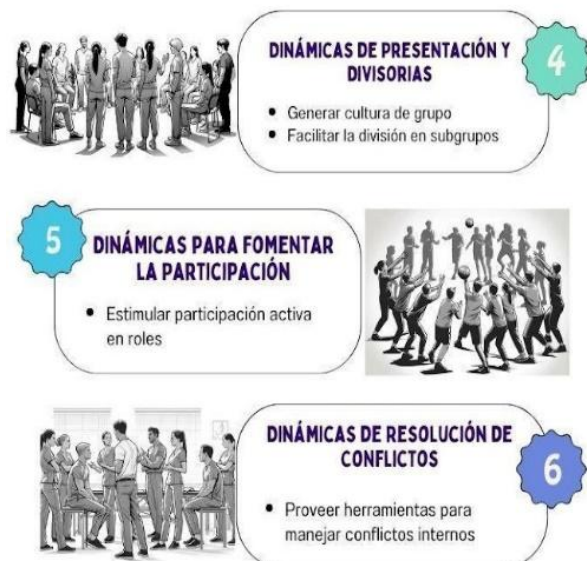 DINÁMICAS DE PRESENTACIÓN Y
DIVISORIAS
4
• Generar cultura de grupo
• Facilitar la división en subgrupos
5
DINÁMICAS PARA FOMENTAR
LA PARTICIPACIÓN
• Estimular participación activa
en roles
DINÁMICAS DE RESOLUCIÓN DE
CONFLICTOS
6
• Proveer herramientas para
manejar conflictos internos